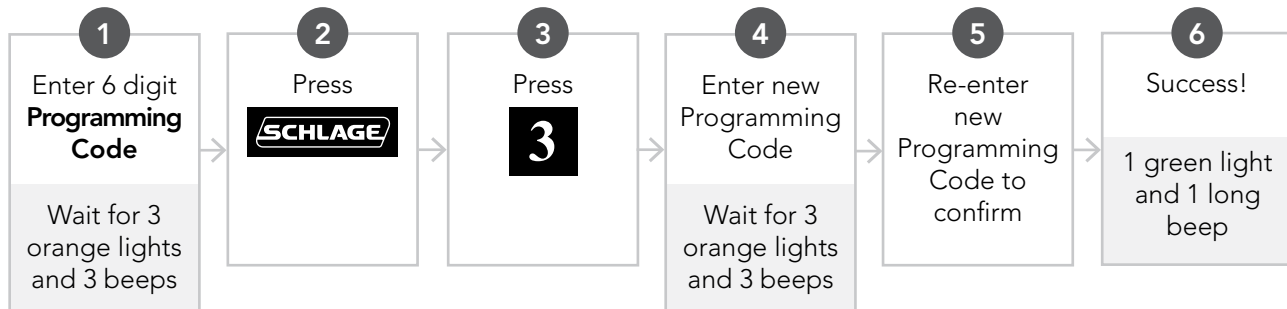 1
Enter 6 digit
Programming
Code
Wait for 3
orange lights
and 3 beeps
2
Press
SCHLAGE
3
Press
3
4
Enter new
Programming
Code
Wait for 3
orange lights
and 3 beeps
5
Re-enter
new
Programming
Code to
confirm
6
Success!
1 green light
and 1 long
beep